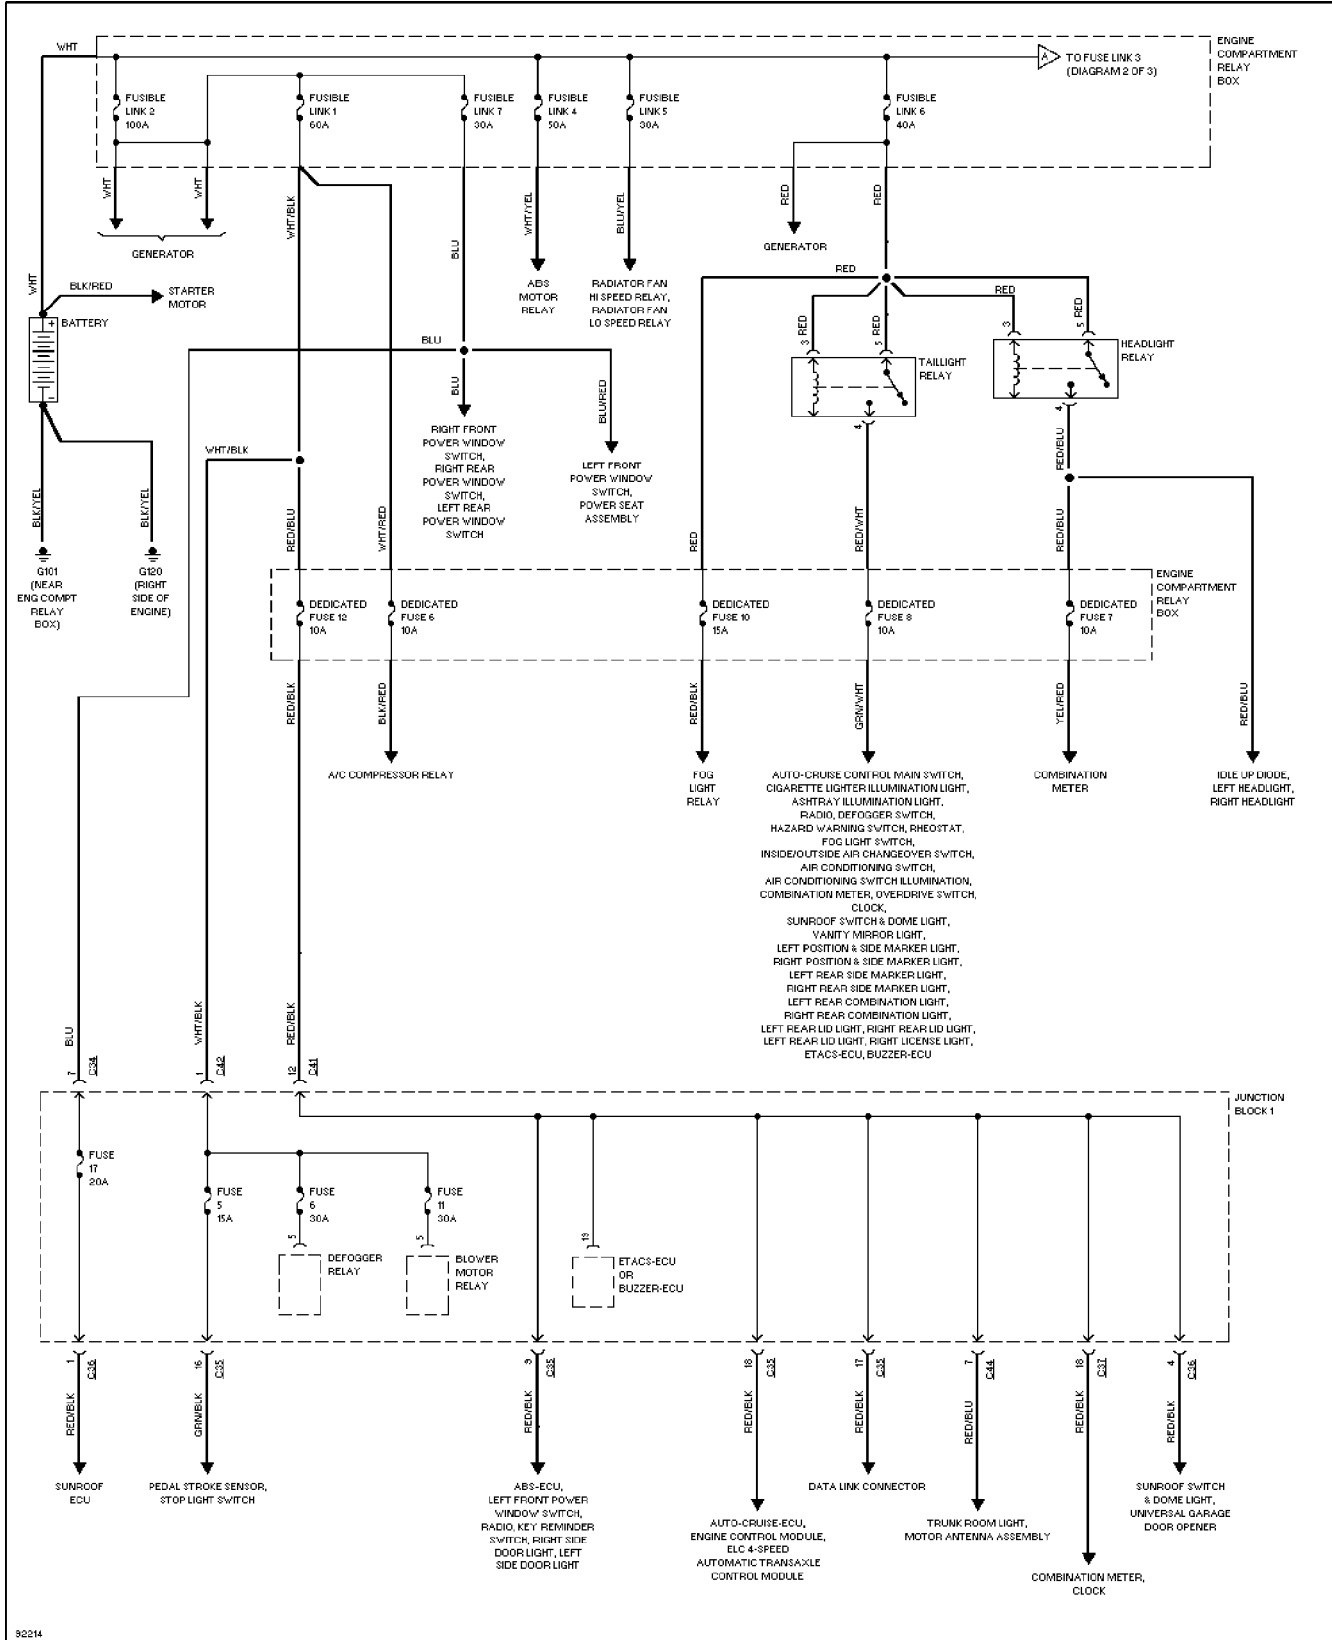 WHT
ENGINE
COMPARTMENT
RELAY
BOX
A
TO FUSE LINK 3
(DIAGRAM 2 OF 3)
FUSIBLE
LINK 2
100A
FUSIBLE
LINK 1
60A
FUSIBLE
LINK 7
30A
FUSIBLE
LINK 4
50A
FUSIBLE
LINK 5
30A
FUSIBLE
LINK 6
40A
WHT
WHT
WHT/BLK
BLU
WHT/YEL
BLU/YEL
RED
RED
GENERATOR
GENERATOR
WHT
BLK/RED
STARTER
MOTOR
ABS
MOTOR
RELAY
RADIATOR FAN
HI SPEED RELAY,
RADIATOR FAN
LO SPEED RELAY
RED
RED
+
BATTERY
-
3 RED
5 RED
3
5 RED
TAILLIGHT
RELAY
HEADLIGHT
RELAY
4
4
BLU
BLU
BLU/RED
RIGHT FRONT
POWER WINDOW
SWITCH,
RIGHT REAR
POWER WINDOW
SWITCH,
LEFT REAR
POWER WINDOW
SWITCH
LEFT FRONT
POWER WINDOW
SWITCH,
POWER SEAT
ASSEMBLY
WHT/BLK
RED/BLU
BLK/YEL
BLK/YEL
RED/BLU
WHT/RED
RED
RED/WHT
RED/BLU
G101
(NEAR
ENG COMPT
RELAY
BOX)
G120
(RIGHT
SIDE OF
ENGINE)
ENGINE
COMPARTMENT
RELAY
BOX
DEDICATED
FUSE 12
10A
DEDICATED
FUSE 6
10A
DEDICATED
FUSE 10
15A
DEDICATED
FUSE 8
10A
DEDICATED
FUSE 7
10A
RED/BLK
BLK/RED
RED/BLK
GRN/WHT
YEL/RED
RED/BLU
A/C COMPRESSOR RELAY
FOG
LIGHT
RELAY
AUTO-CRUISE CONTROL MAIN SWITCH,
CIGARETTE LIGHTER ILLUMINATION LIGHT,
ASHTRAY ILLUMINATION LIGHT,
RADIO, DEFOGGER SWITCH,
HAZARD WARNING SWITCH, RHEOSTAT,
FOG LIGHT SWITCH,
INSIDE/OUTSIDE AIR CHANGEOVER SWITCH,
AIR CONDITIONING SWITCH,
AIR CONDITIONING SWITCH ILLUMINATION,
COMBINATION METER, OVERDRIVE SWITCH,
CLOCK,
SUNROOF SWITCH & DOME LIGHT,
VANITY MIRROR LIGHT,
LEFT POSITION & SIDE MARKER LIGHT,
RIGHT POSITION & SIDE MARKER LIGHT,
LEFT REAR SIDE MARKER LIGHT,
RIGHT REAR SIDE MARKER LIGHT,
LEFT REAR COMBINATION LIGHT,
RIGHT REAR COMBINATION LIGHT,
LEFT REAR LID LIGHT, RIGHT REAR LID LIGHT,
LEFT REAR LID LIGHT, RIGHT LICENSE LIGHT,
ETACS-ECU, BUZZER-ECU
COMBINATION
METER
IDLE UP DIODE,
LEFT HEADLIGHT,
RIGHT HEADLIGHT
BLU
WHT/BLK
RED/BLK
7
C34
1
C42
12
C41
JUNCTION
BLOCK 1
FUSE
17
20A
FUSE
5
15A
FUSE
6
30A
FUSE
11
30A
5
5
13
DEFOGGER
RELAY
BLOWER
MOTOR
RELAY
ETACS-ECU
OR
BUZZER-ECU
1
C36
16
C35
9
C35
18
C35
17
C35
7
C44
18
C37
4
C36
RED/BLK
GRN/BLK
RED/BLK
RED/BLK
RED/BLK
RED/BLU
RED/BLK
RED/BLK
SUNROOF
ECU
PEDAL STROKE SENSOR,
STOP LIGHT SWITCH
ABS-ECU,
LEFT FRONT POWER
WINDOW SWITCH,
RADIO, KEY REMINDER
SWITCH, RIGHT SIDE
DOOR LIGHT, LEFT
SIDE DOOR LIGHT
AUTO-CRUISE-ECU,
ENGINE CONTROL MODULE,
ELC 4-SPEED
AUTOMATIC TRANSAXLE
CONTROL MODULE
DATA LINK CONNECTOR
TRUNK ROOM LIGHT,
MOTOR ANTENNA ASSEMBLY
COMBINATION METER,
CLOCK
SUNROOF SWITCH
& DOME LIGHT,
UNIVERSAL GARAGE
DOOR OPENER
92214